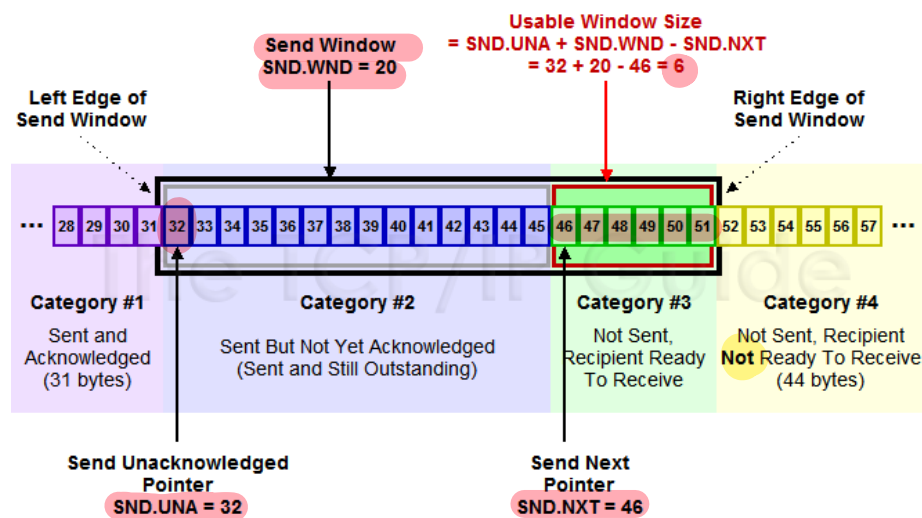 Send Window
SND.WND = 20
Usable Window Size
= SND.UNA + SND.WND - SND.NXT
= 32 + 20 - 46 = 6
Left Edge of
Send Window
Right Edge of
Send Window
... 28 29 30 31 32 33 34 35 36 37 38 39 40 41 42 43 44 45 46 47 48 49 50 51 52 53 54 55 56 57 ...
The TCP/IP Guide
Category #1
Sent and
Acknowledged
(31 bytes)
Category #2
Sent But Not Yet Acknowledged
(Sent and Still Outstanding)
Category #3
Not Sent,
Recipient Ready
To Receive
Category #4
Not Sent, Recipient
Not Ready To Receive
(44 bytes)
Send Unacknowledged
Pointer
SND.UNA = 32
Send Next
Pointer
SND.NXT = 46